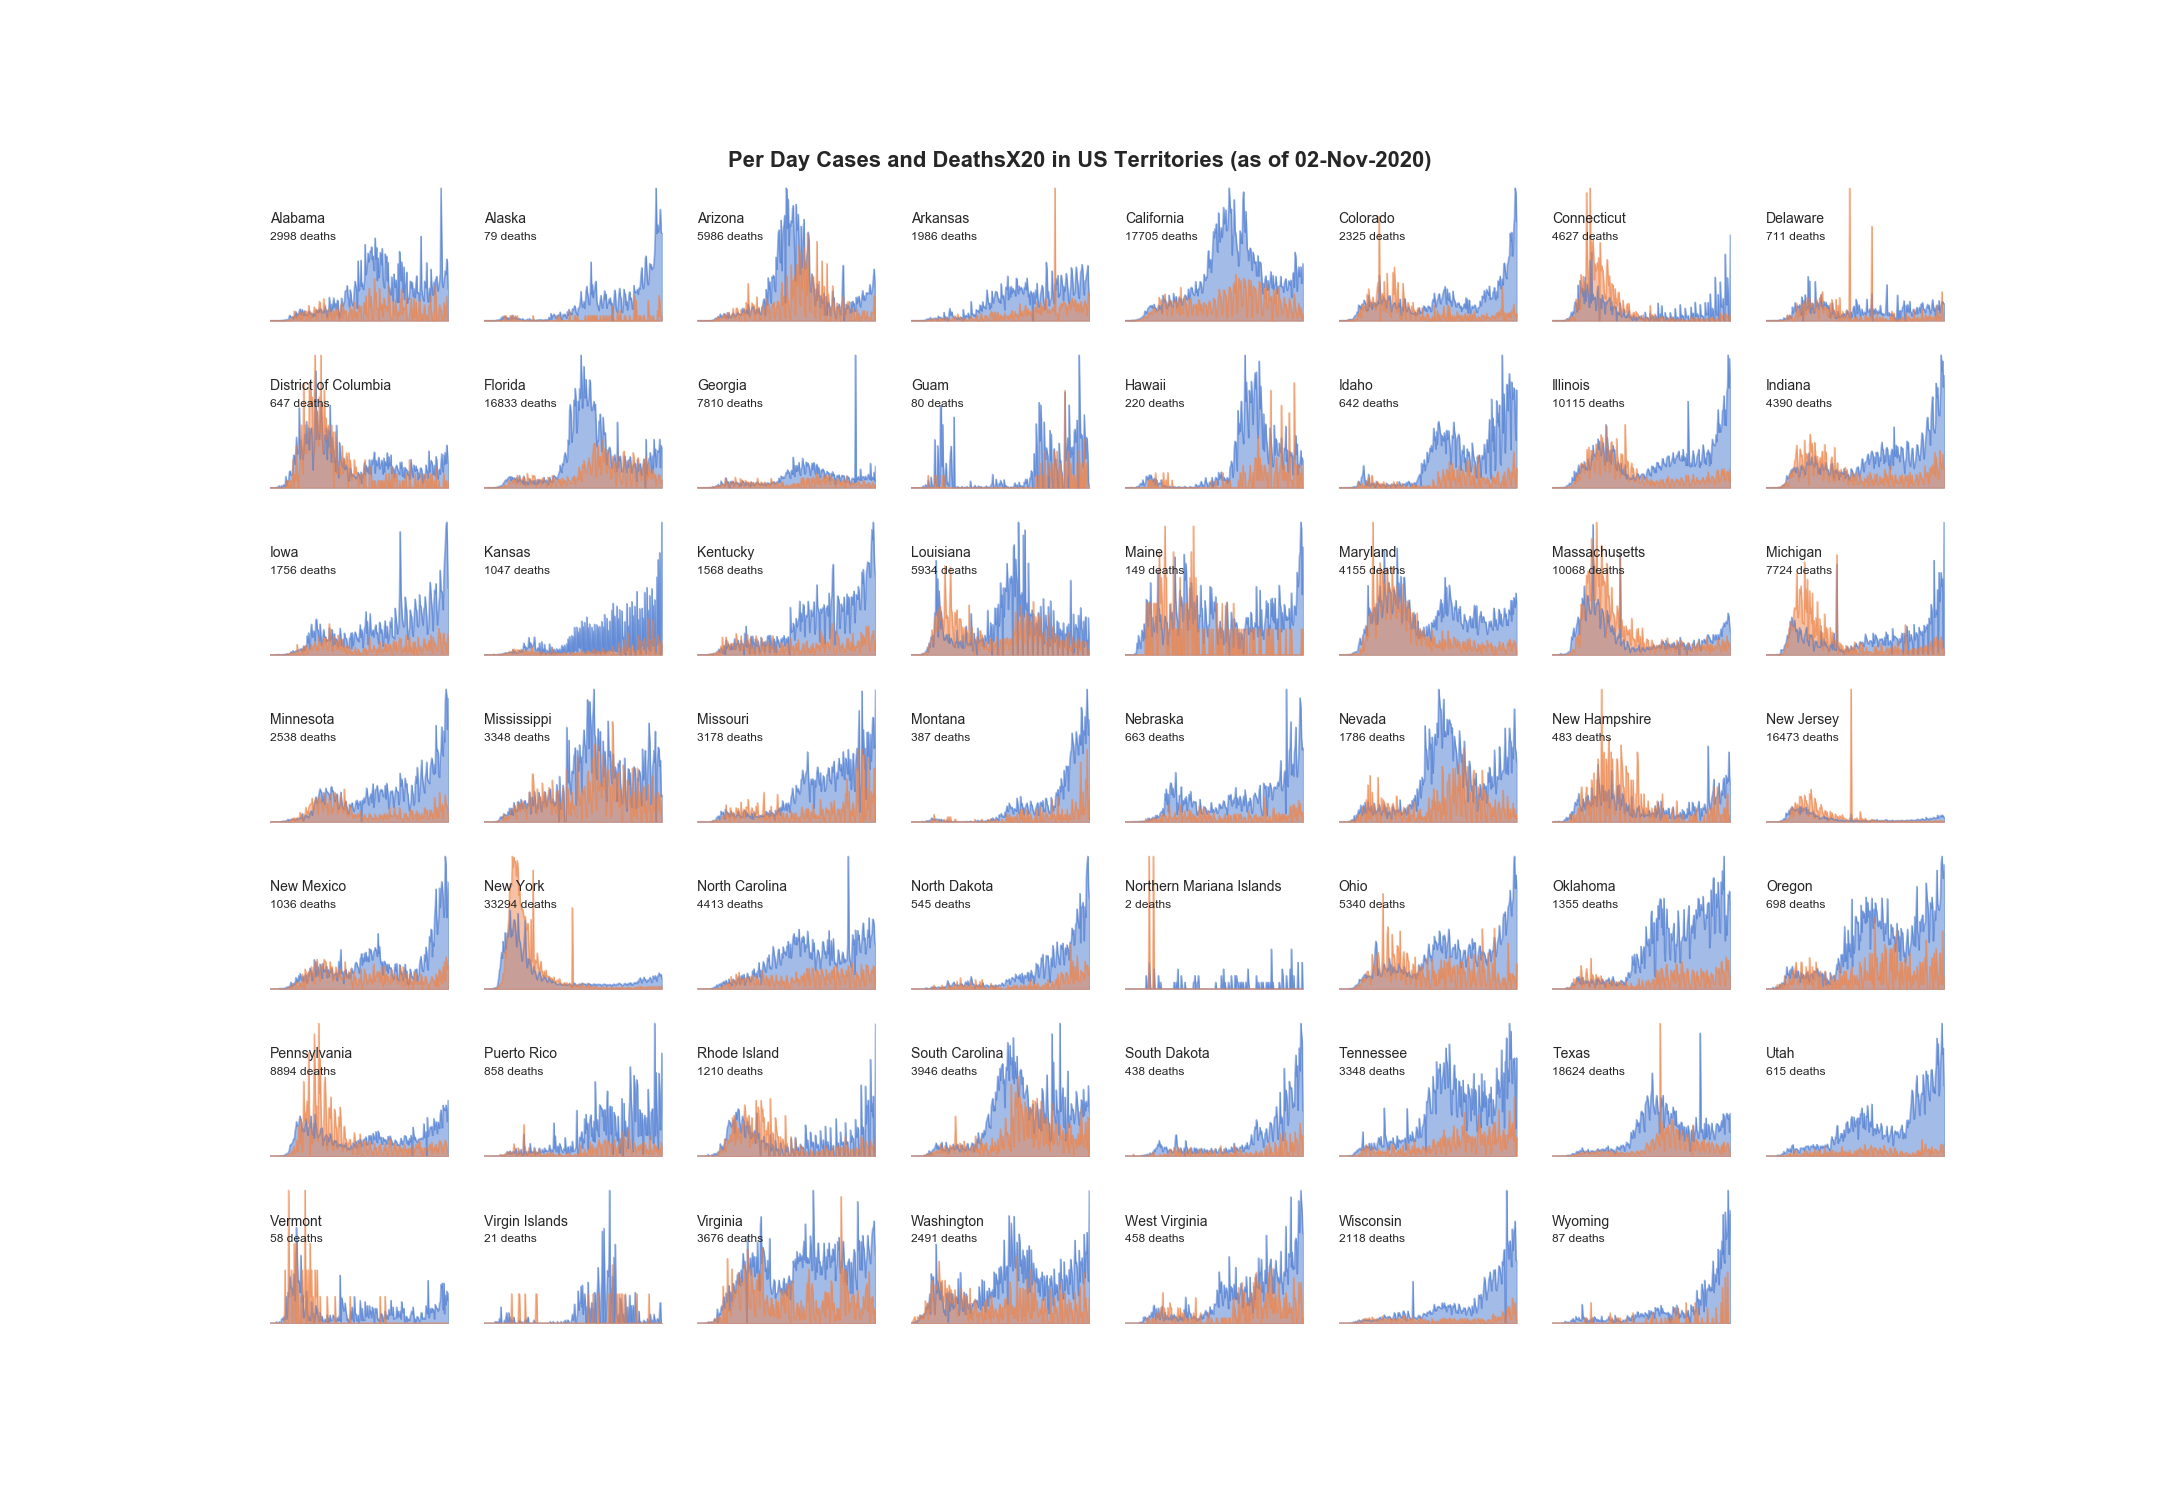 Per Day Cases and DeathsX20 in US Territories (as of 02-Nov-2020)
Alabama
2998 deaths
Alaska
79 deaths
Arizona
5986 deaths
Arkansas
1986 deaths
California
17705 deaths
Colorado
2325 deaths
Connecticut
4627 deaths
Delaware
711 deaths
District of Columbia
647 deaths
Florida
16833 deaths
Georgia
7810 deaths
Guam
80 deaths
Hawaii
220 deaths
Idaho
642 deaths
Illinois
10115 deaths
Indiana
4390 deaths
Iowa
1756 deaths
Kansas
1047 deaths
Kentucky
1568 deaths
Louisiana
5934 deaths
Maine
149 deaths
Maryland
4155 deaths
Massachusetts
10068 deaths
Michigan
7724 deaths
Minnesota
2538 deaths
Mississippi
3348 deaths
Missouri
3178 deaths
Montana
387 deaths
Nebraska
663 deaths
Nevada
1786 deaths
New Hampshire
483 deaths
New Jersey
16473 deaths
New Mexico
1036 deaths
New York
33294 deaths
North Carolina
4413 deaths
North Dakota
545 deaths
Northern Mariana Islands
2 deaths
Ohio
5340 deaths
Oklahoma
1355 deaths
Oregon
698 deaths
Pennsylvania
8894 deaths
Puerto Rico
858 deaths
Rhode Island
1210 deaths
South Carolina
3946 deaths
South Dakota
438 deaths
Tennessee
3348 deaths
Texas
18624 deaths
Utah
615 deaths
Vermont
58 deaths
Virgin Islands
21 deaths
Virginia
3676 deaths
Washington
2491 deaths
West Virginia
458 deaths
Wisconsin
2118 deaths
Wyoming
87 deaths